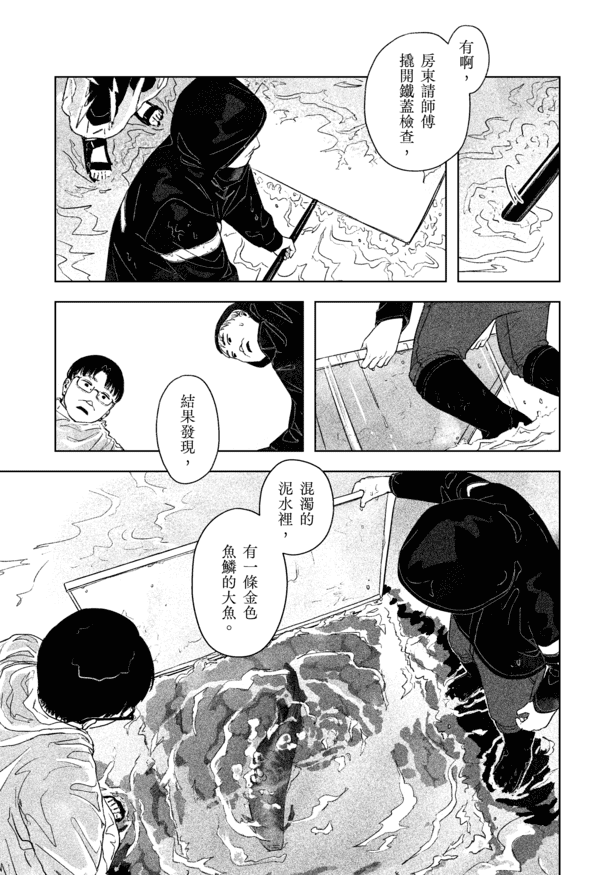 有啊，
房東請師傅
撬開鐵蓋檢查，
結果發現，
混濁的
泥水裡，
有一條金色
魚鱗的大魚。